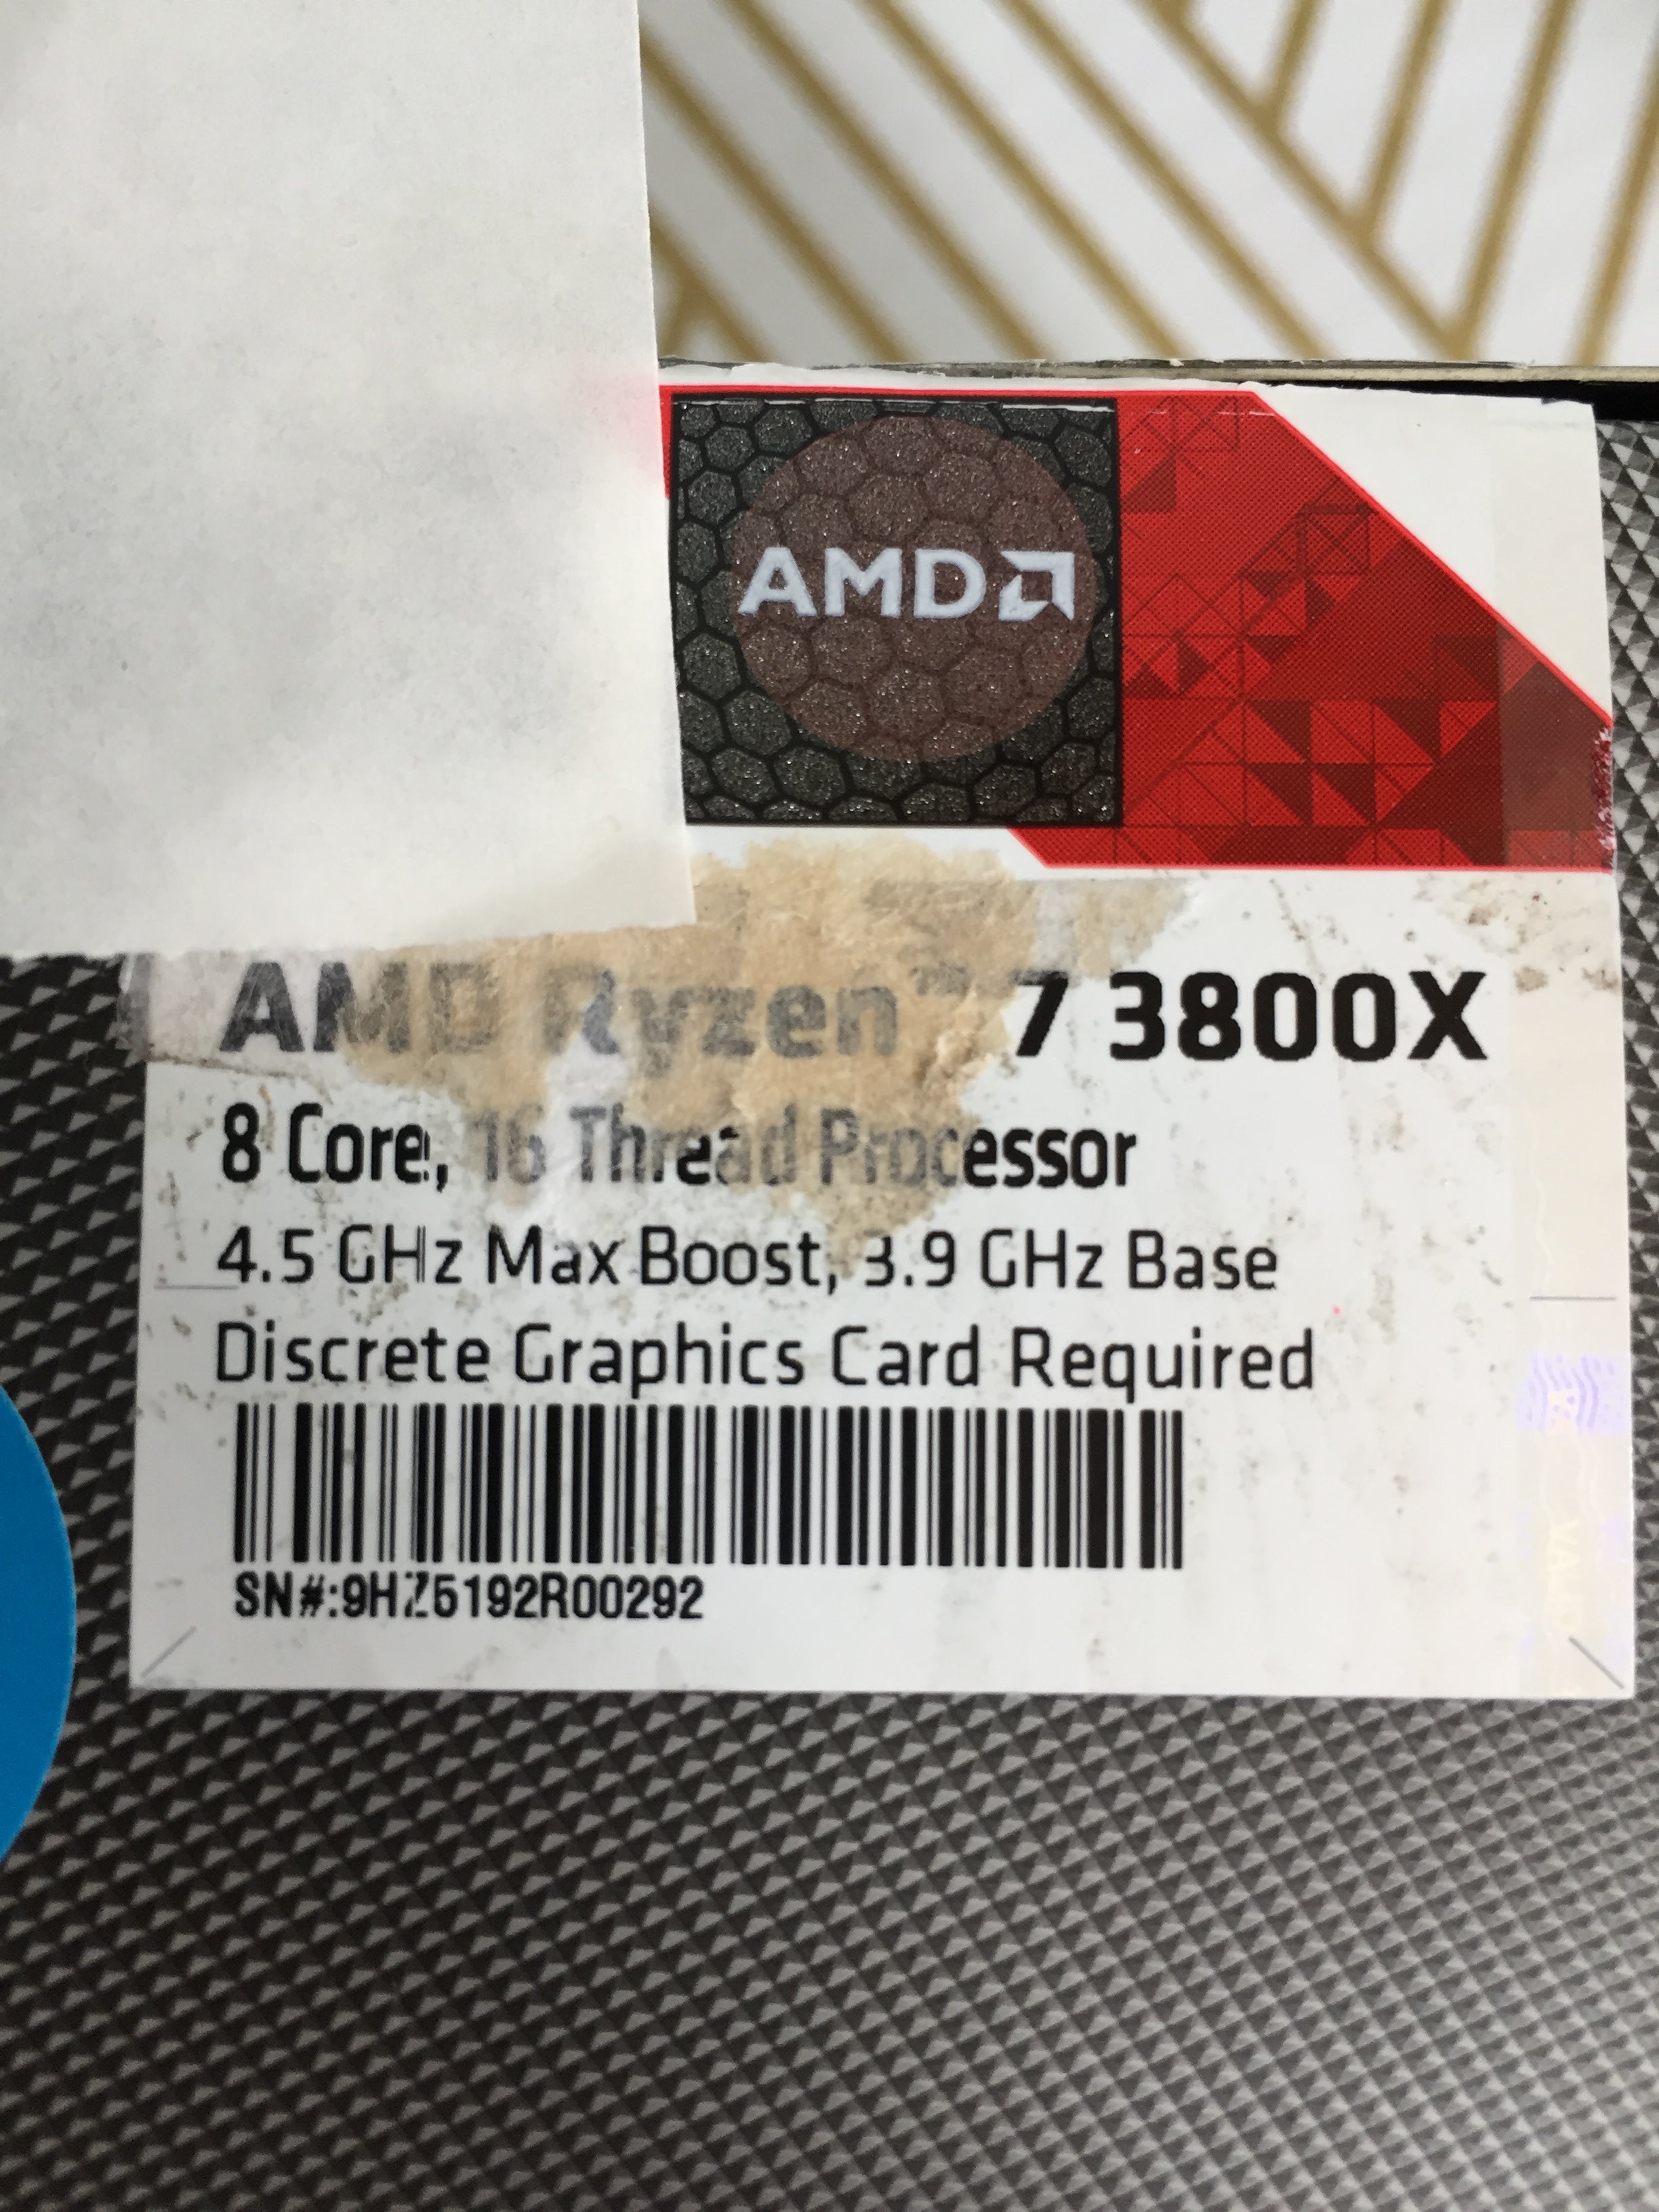 AMD
AMD Ryzen™ 7 3800X
8 Core, 16 Thread Processor
4.5 GHz Max Boost, 3.9 GHz Base
Discrete Graphics Card Required
SN#:9HZ5192R00292